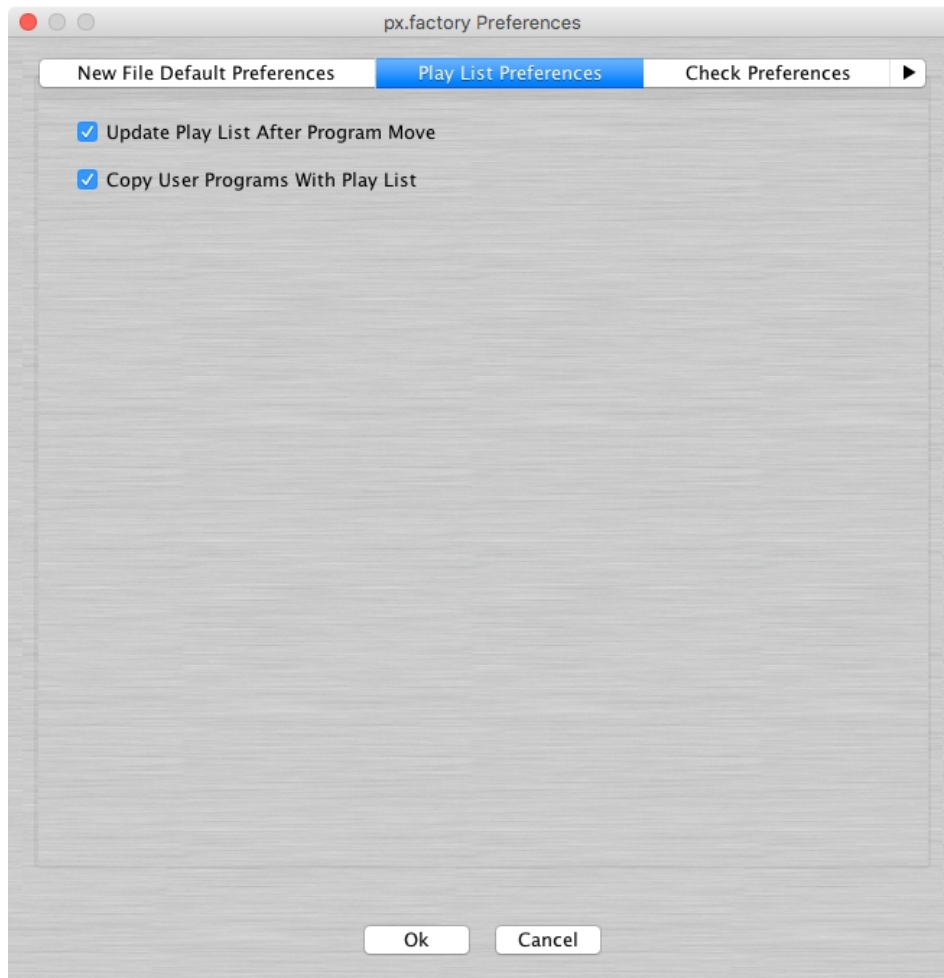 px.factory Preferences
New File Default Preferences Play List Preferences Check Preferences
Update Play List After Program Move
Copy User Programs With Play List
Ok Cancel